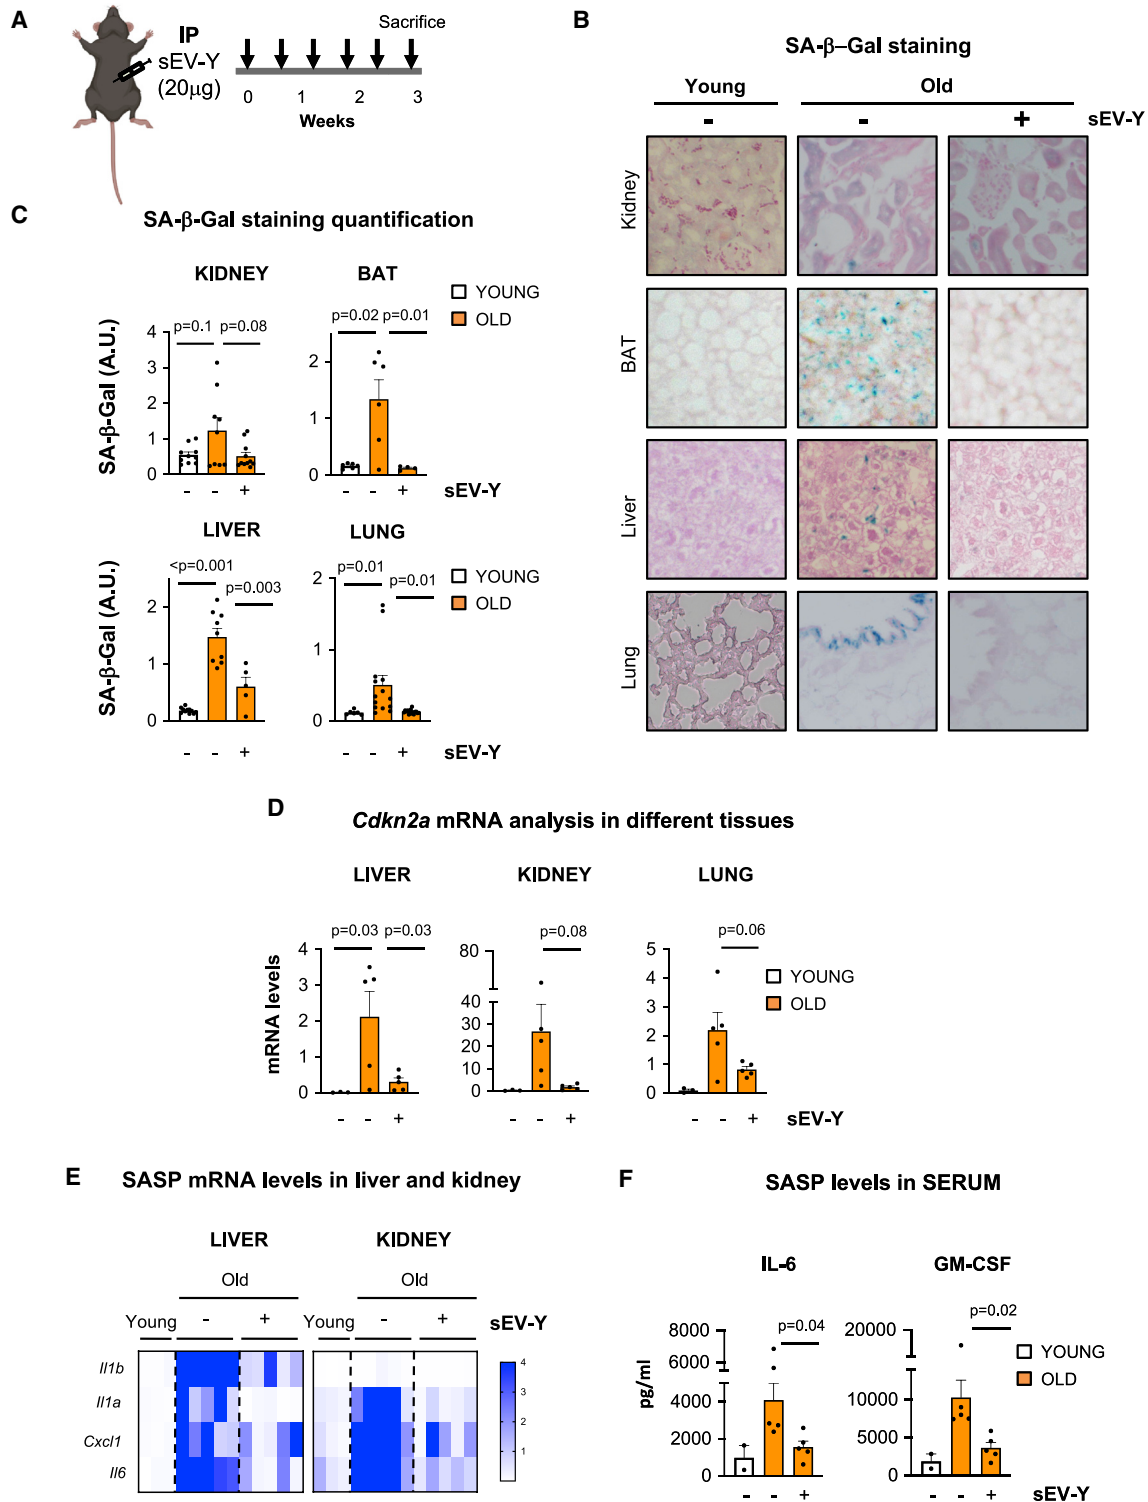 A
IP
sEV-Y
(20μg)
Sacrifice
0 1 2 3
Weeks
B
SA-β–Gal staining
Young Old
- - + sEV-Y
Kidney
BAT
Liver
Lung
C
SA-β-Gal staining quantification
KIDNEY BAT
YOUNG
OLD
p=0.1 p=0.08
p=0.02 p=0.01
SA-β-Gal (A.U.)
4
3
2
1
0
2
1
0
- - + - - + sEV-Y
LIVER LUNG
<p=0.001
p=0.003
p=0.01 p=0.01
YOUNG
OLD
SA-β-Gal (A.U.)
2
1
0
2
1
0
- - + - - + sEV-Y
D
Cdkn2a mRNA analysis in different tissues
LIVER KIDNEY LUNG
p=0.03 p=0.03
p=0.08
p=0.06
mRNA levels
4
3
2
1
0
80
40
30
20
10
0
5
4
3
2
1
0
YOUNG
OLD
- - + - - + - - + sEV-Y
E
SASP mRNA levels in liver and kidney
LIVER KIDNEY
Old Old
Young - + Young - + sEV-Y
Il1b
Il1a
Cxcl1
Il6
4
3
2
1
0
F
SASP levels in SERUM
IL-6 GM-CSF
p=0.04
p=0.02
pg/ml
8000
6000
4000
2000
0
20000
15000
10000
5000
0
YOUNG
OLD
- - + - - + sEV-Y